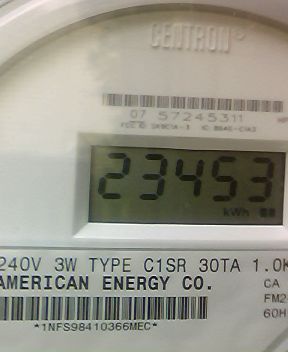 CENTRON®
07 57245311
23453
kWh
240V 3W TYPE C1SR 30TA 1.0K
AMERICAN ENERGY CO.
CA
FM2
60H
*1NFS98410366MEC*